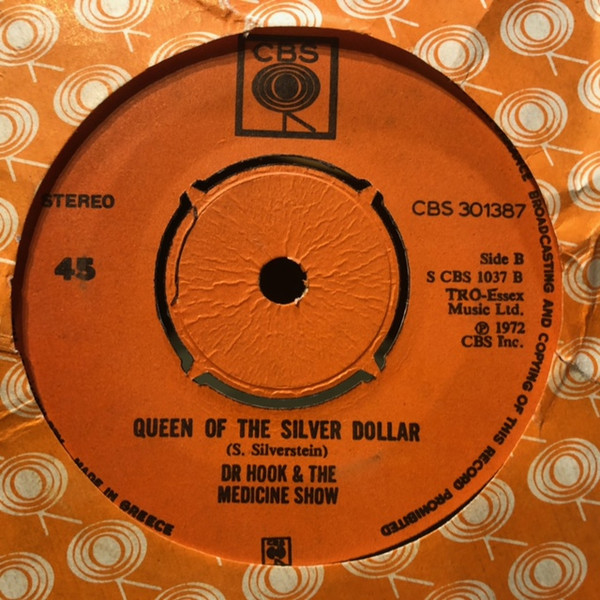 CBS
STEREO
45
CBS 301387
Side B
S CBS 1037 B
TRO-Essex
Music Ltd.
℗ 1972
CBS Inc.
QUEEN OF THE SILVER DOLLAR
(S. Silverstein)
DR HOOK & THE
MEDICINE SHOW
BROADCASTING AND COPYING OF THIS RECORD PROHIBITED
MADE IN GREECE
CBS